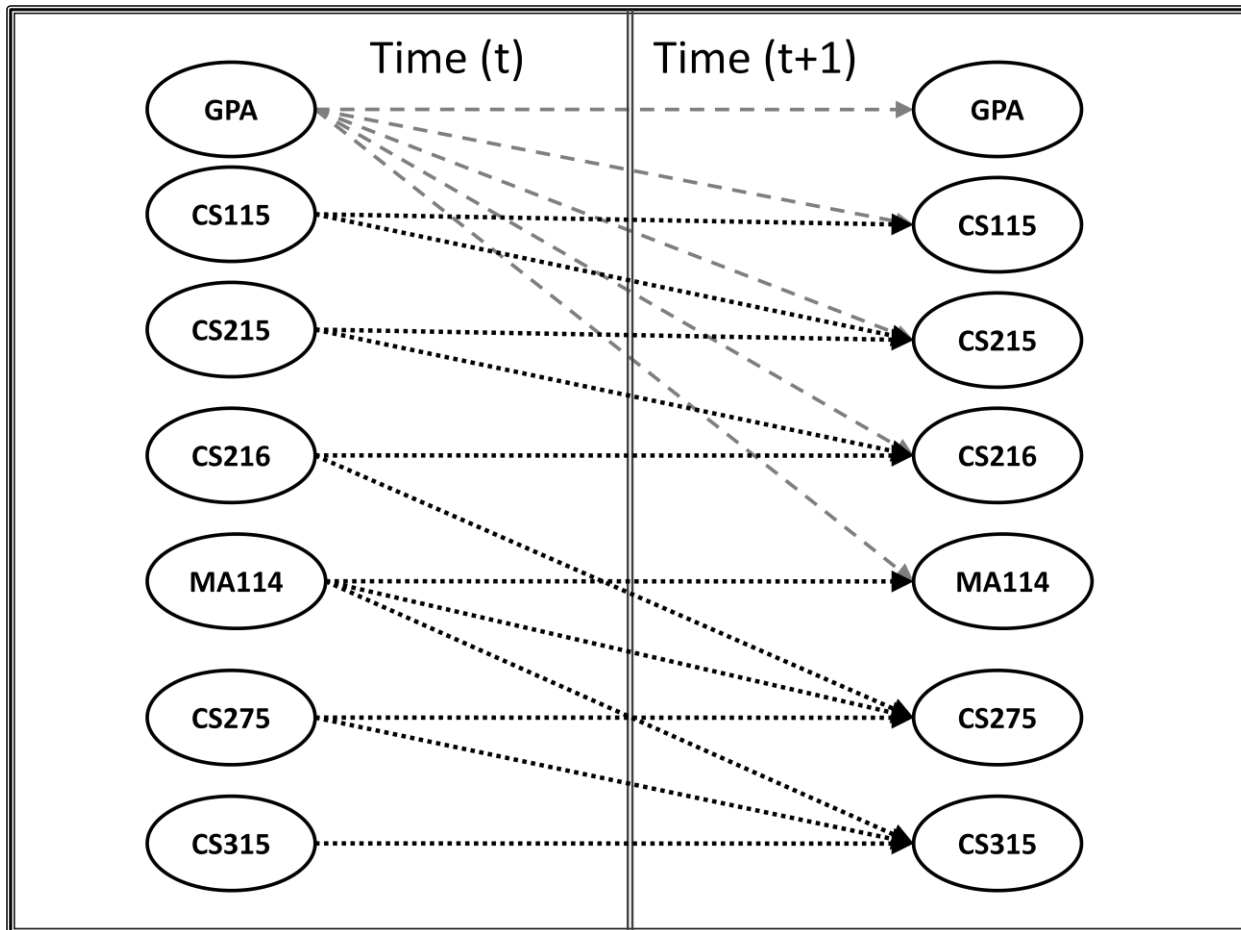 Time (t) Time (t+1)
GPA GPA
CS115 CS115
CS215 CS215
CS216 CS216
MA114 MA114
CS275 CS275
CS315 CS315